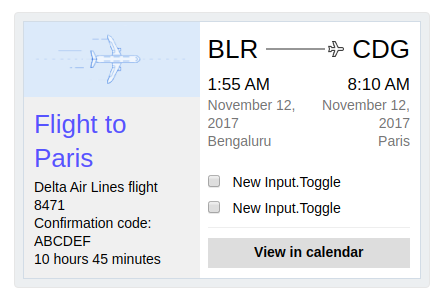 Flight to
Paris
Delta Air Lines flight
8471
Confirmation code:
ABCDEF
10 hours 45 minutes
BLR CDG
1:55 AM 8:10 AM
November 12, November 12,
2017 2017
Bengaluru Paris
New Input.Toggle
New Input.Toggle
View in calendar